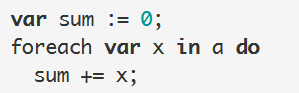 var sum := 0;
foreach var x in a do
  sum += x;